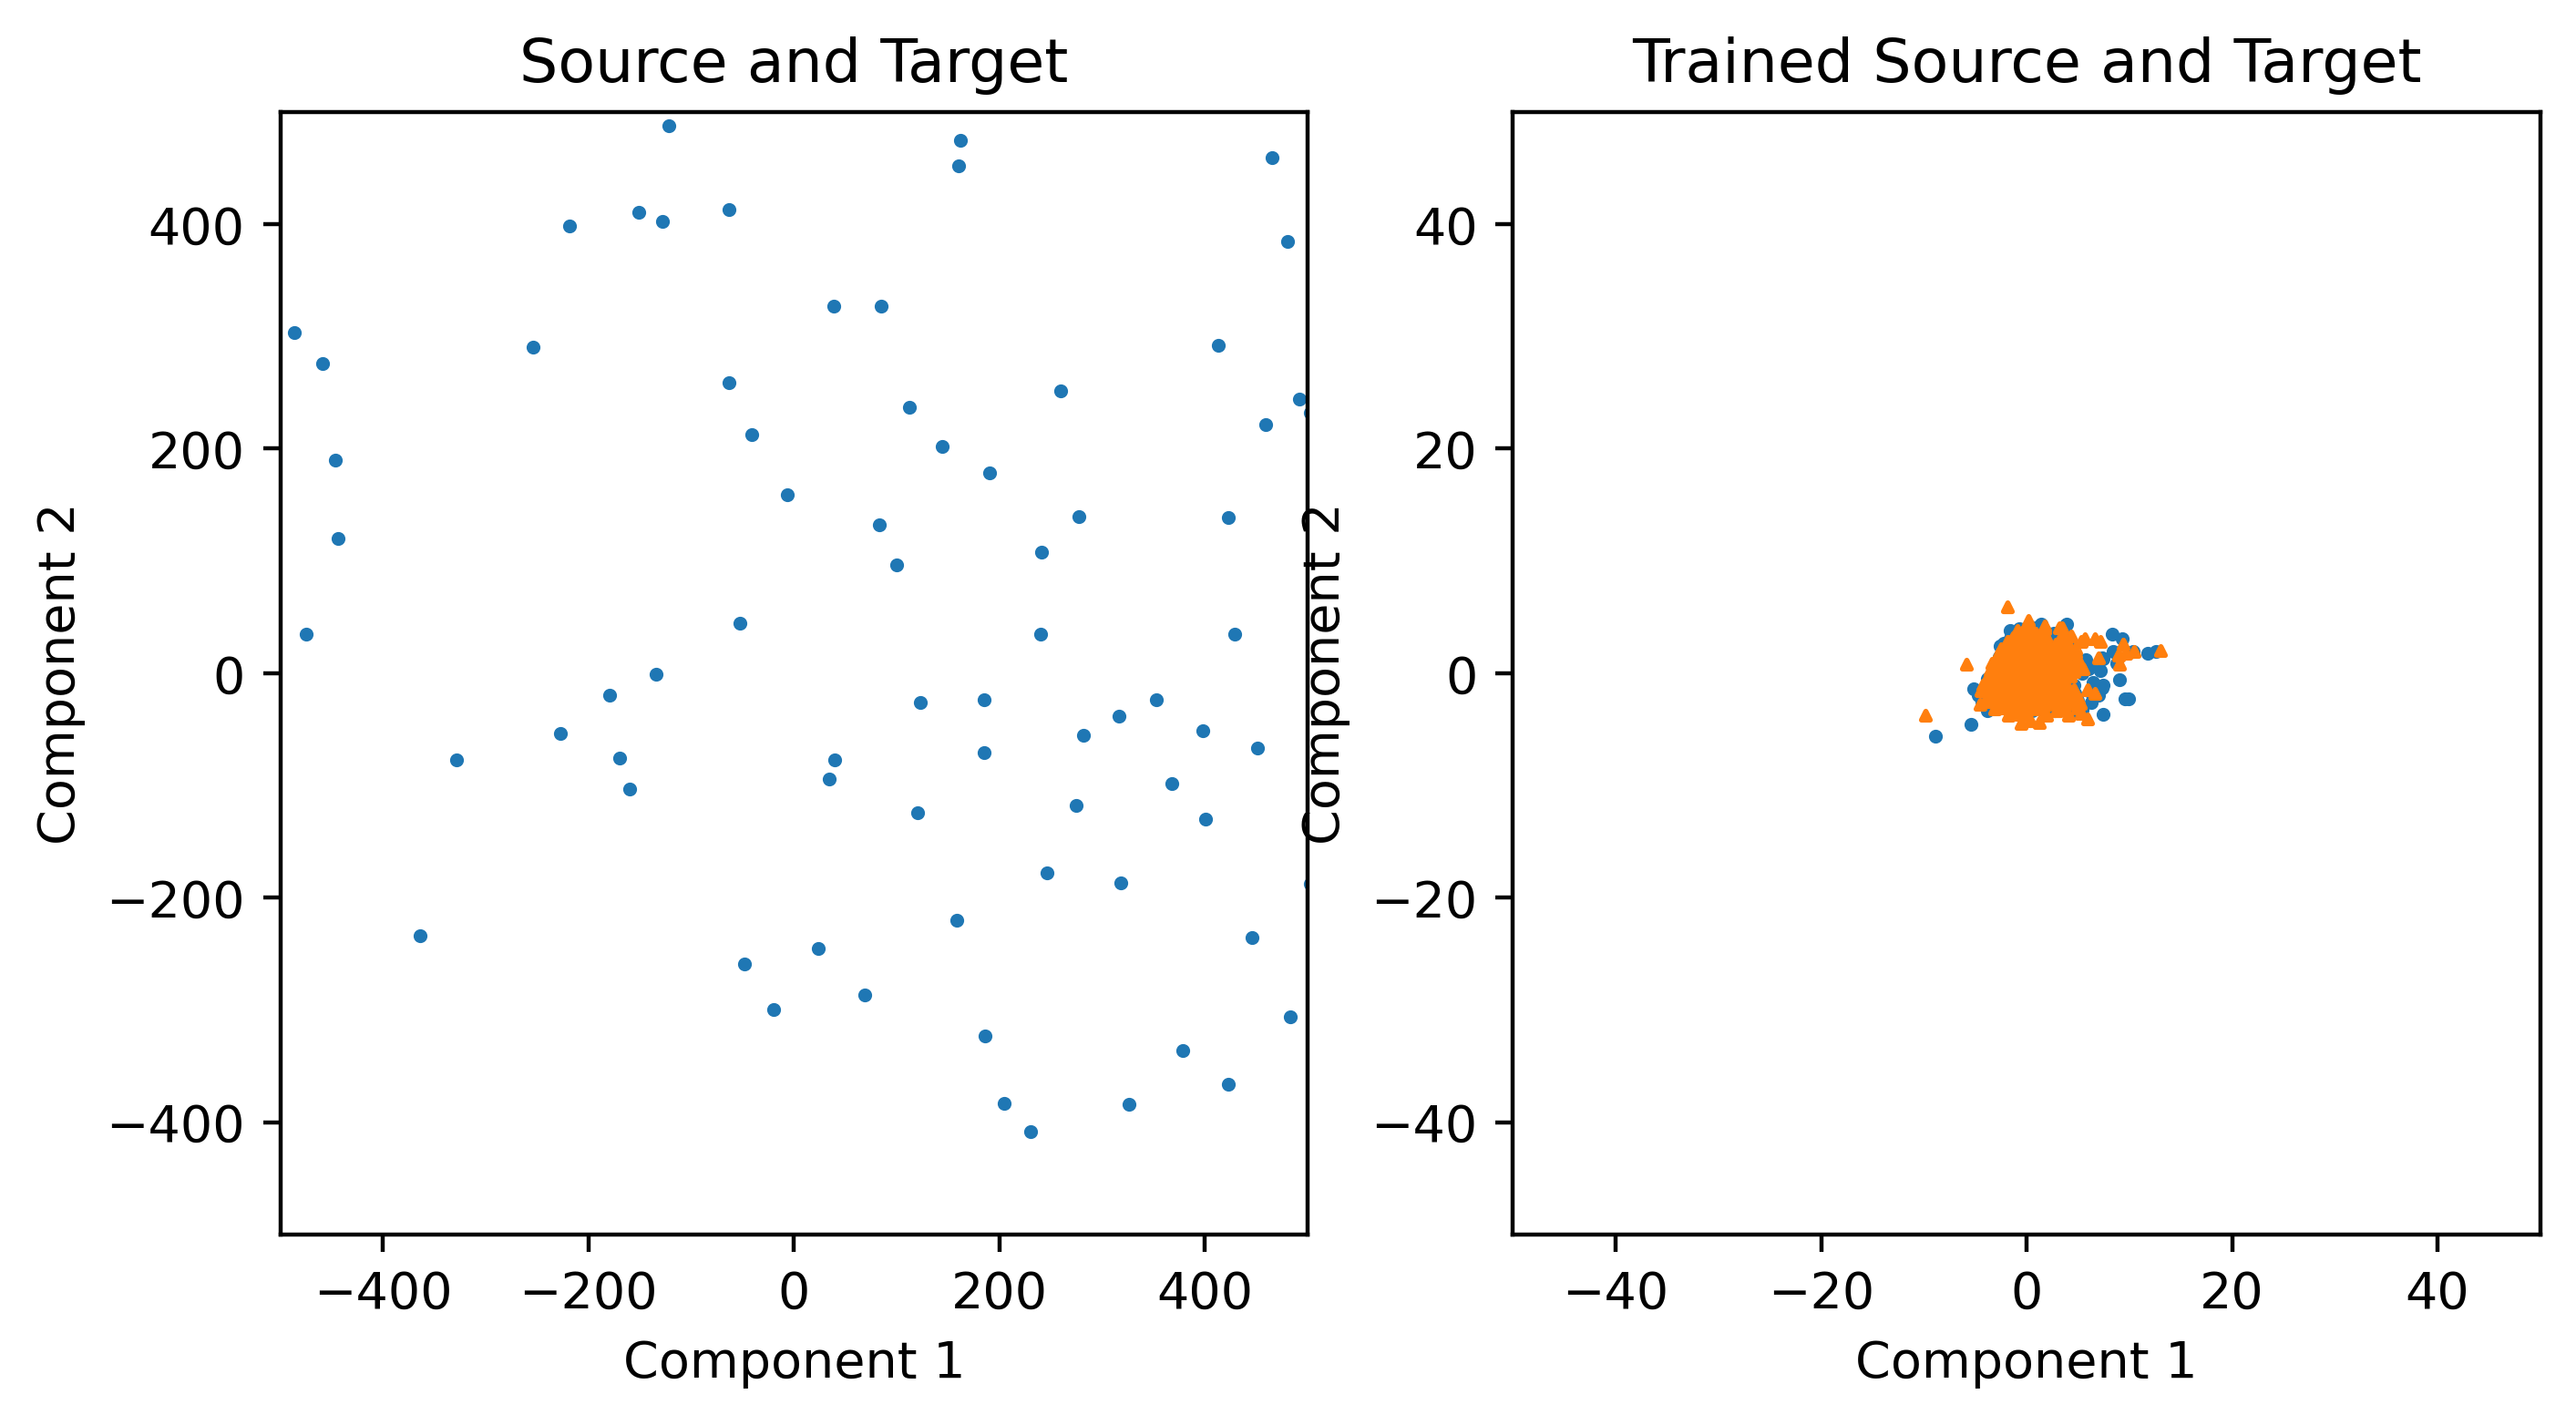 Source and Target
Trained Source and Target
Component 2
400
200
0
−200
−400
−400 −200 0 200 400
Component 1
Component 2
40
20
0
−20
−40
−40 −20 0 20 40
Component 1